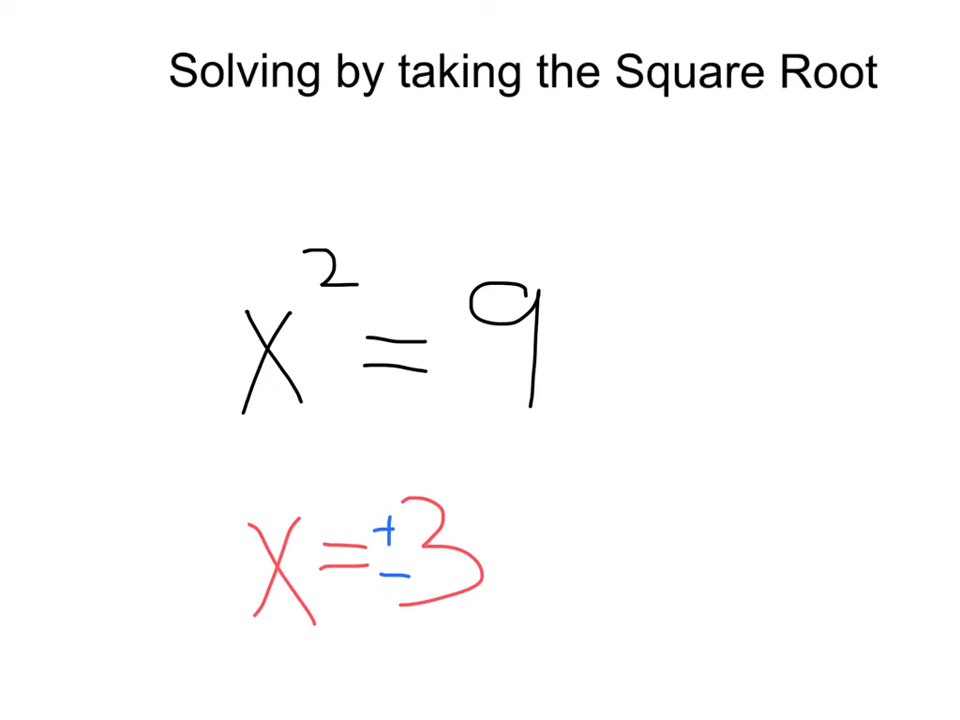 Solving by taking the Square Root
x² = 9
x = ±3